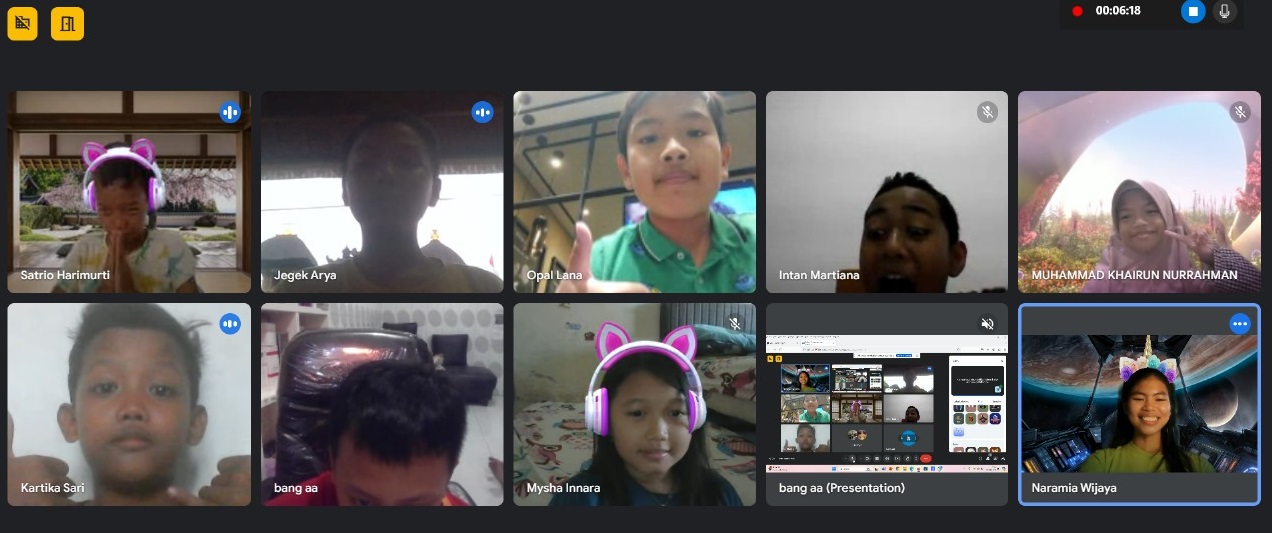 00:06:18
Satrio Harimurti
Jegek Arya
Opal Lana
Intan Martiana
MUHAMMAD KHAIRUN NURRAHMAN
Kartika Sari
bang aa
Mysha Innara
bang aa (Presentation)
Naramia Wijaya